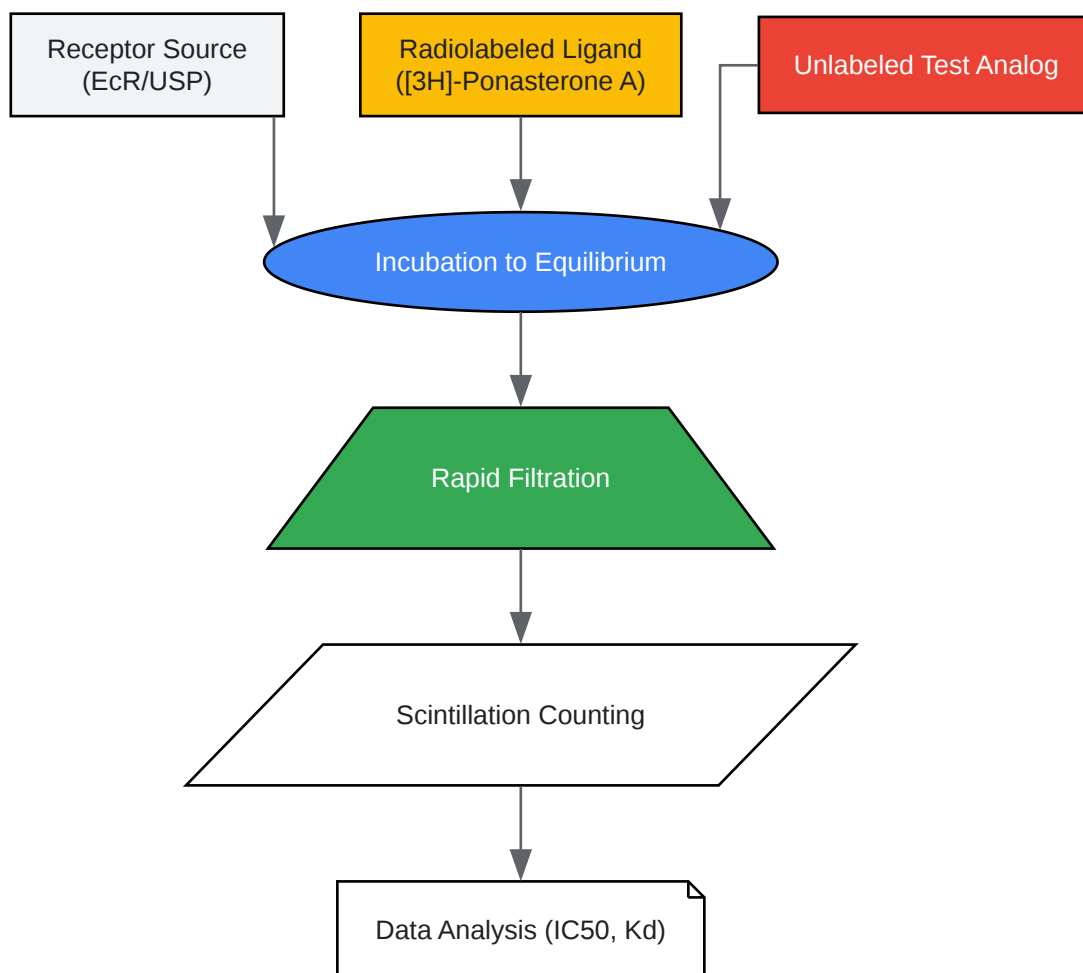 Receptor Source
(EcR/USP)
Radiolabeled Ligand
([3H]-Ponasterone A)
Unlabeled Test Analog
Incubation to Equilibrium
Rapid Filtration
Scintillation Counting
Data Analysis (IC50, Kd)